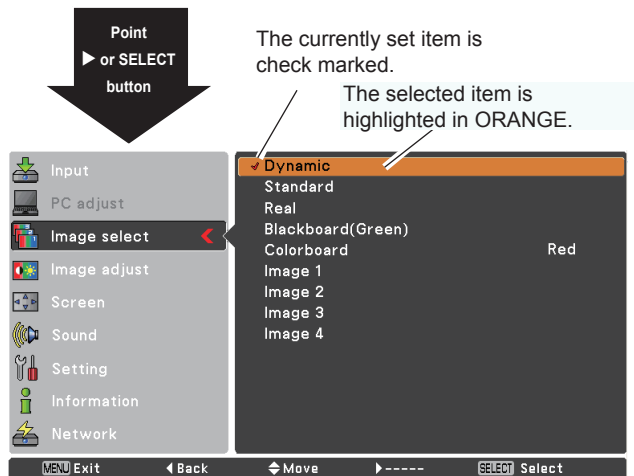 Point
▶ or SELECT
button
The currently set item is
check marked.
The selected item is
highlighted in ORANGE.
Input
PC adjust
Image select
Image adjust
Screen
Sound
Setting
Information
Network
Dynamic
Standard
Real
Blackboard(Green)
Colorboard Red
Image 1
Image 2
Image 3
Image 4
MENU Exit ◀Back ◆Move ▶----- SELECT Select